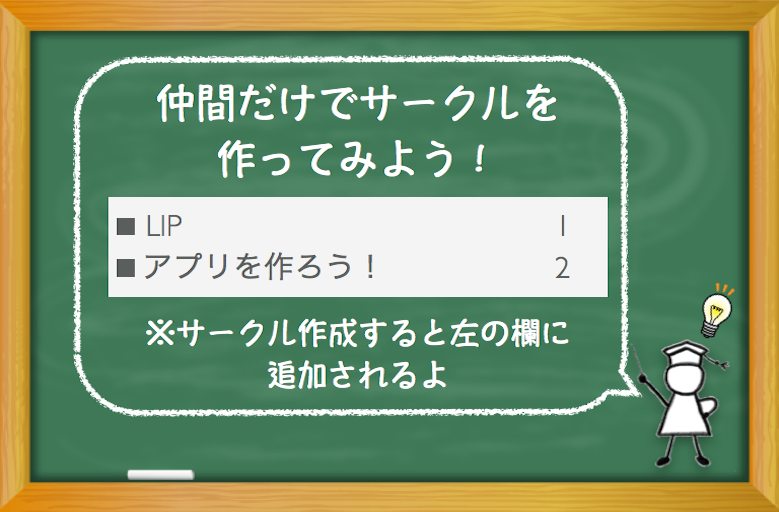 仲間だけでサークルを
作ってみよう！
■ LIP 1
■ アプリを作ろう！ 2
※サークル作成すると左の欄に
追加されるよ